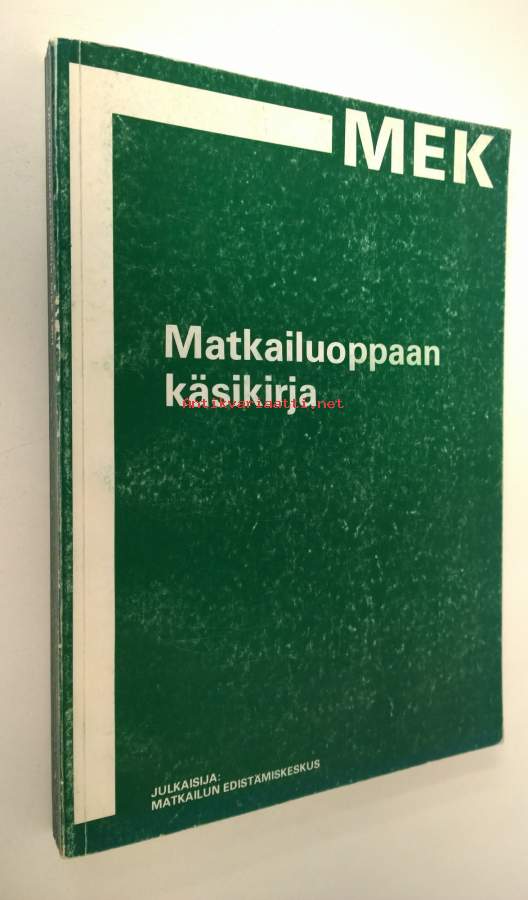 MEK
Matkailuoppaan
käsikirja
Antikvariaatti.net
JULKAISIJA:
MATKAILUN EDISTÄMISKESKUS